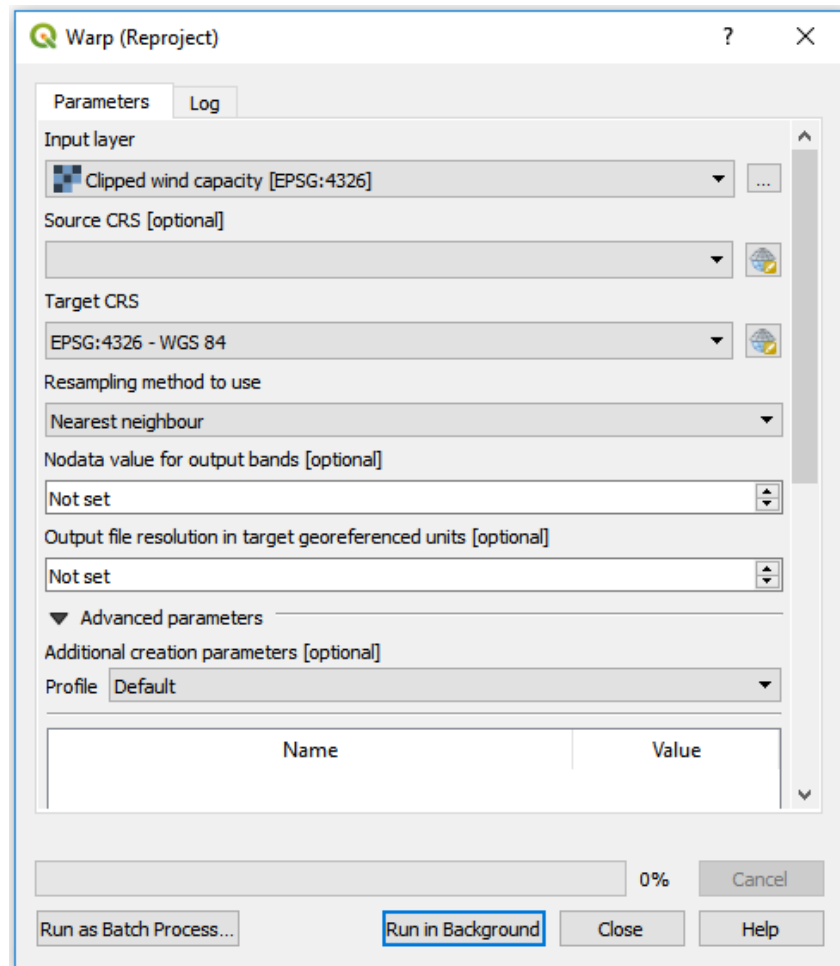 Warp (Reproject)
?
Parameters
Log
Input layer
Clipped wind capacity [EPSG:4326]
...
Source CRS [optional]
Target CRS
EPSG:4326 - WGS 84
Resampling method to use
Nearest neighbour
Nodata value for output bands [optional]
Not set
Output file resolution in target georeferenced units [optional]
Not set
Advanced parameters
Additional creation parameters [optional]
Profile Default
Name Value
0% Cancel
Run as Batch Process... Run in Background Close Help